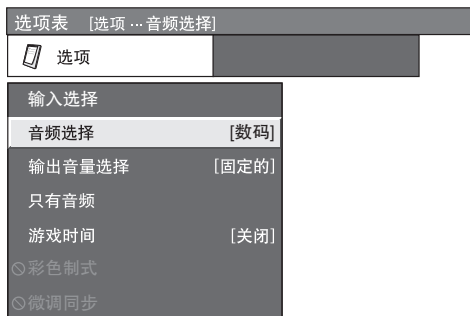 选项表 [选项 ... 音频选择]
选项
输入选择
音频选择 [数码]
输出音量选择 [固定的]
只有音频
游戏时间 [关闭]
彩色制式
微调同步